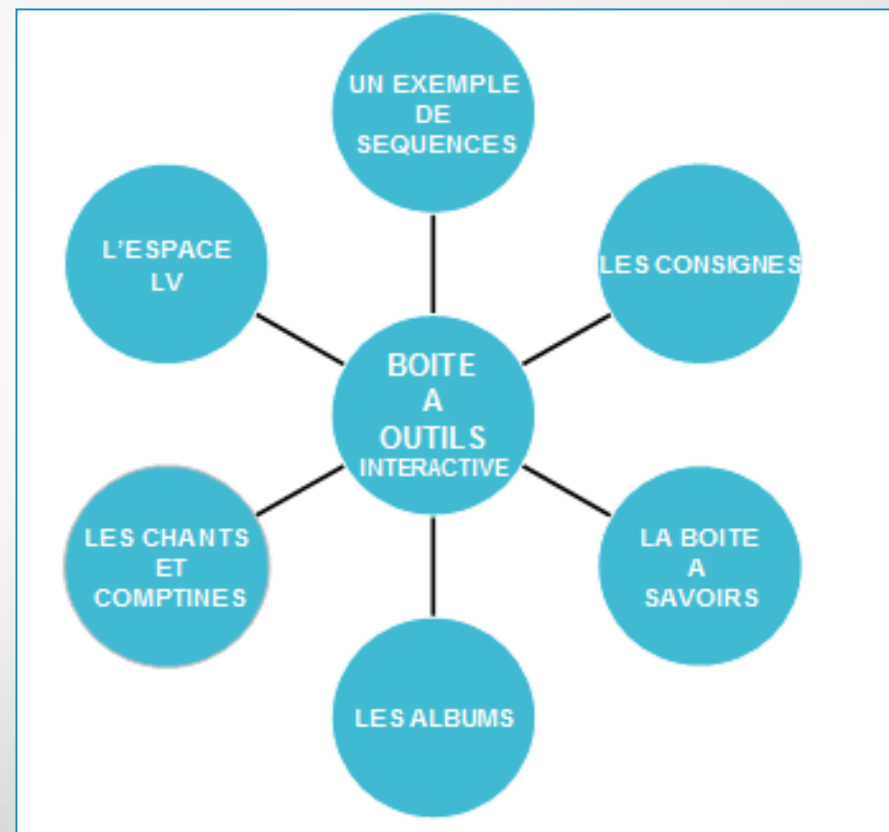 UN EXEMPLE
DE
SEQUENCES
L'ESPACE
LV
LES CONSIGNES
BOITE
A
OUTILS
INTERACTIVE
LES CHANTS
ET
COMPTINES
LA BOITE
A
SAVOIRS
LES ALBUMS